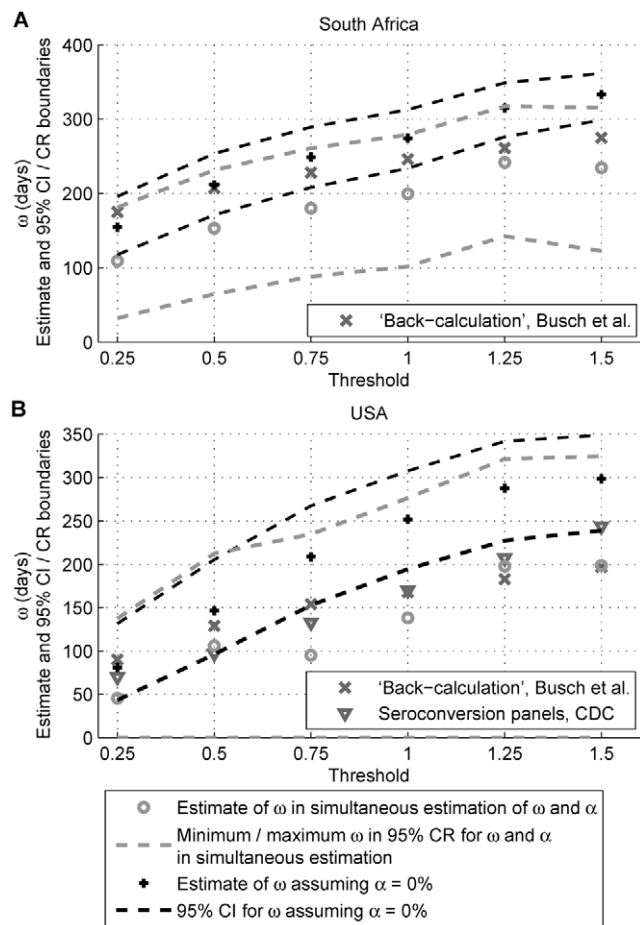 A
South Africa
400
300
200
100
0
ω (days)
Estimate and 95% CI / CR boundaries
'Back−calculation', Busch et al.
0.25 0.5 0.75 1 1.25 1.5
Threshold
B
USA
350
300
250
200
150
100
50
0
ω (days)
Estimate and 95% CI / CR boundaries
'Back−calculation', Busch et al.
Seroconversion panels, CDC
0.25 0.5 0.75 1 1.25 1.5
Threshold
Estimate of ω in simultaneous estimation of ω and α
Minimum / maximum ω in 95% CR for ω and α
in simultaneous estimation
Estimate of ω assuming α = 0%
95% CI for ω assuming α = 0%